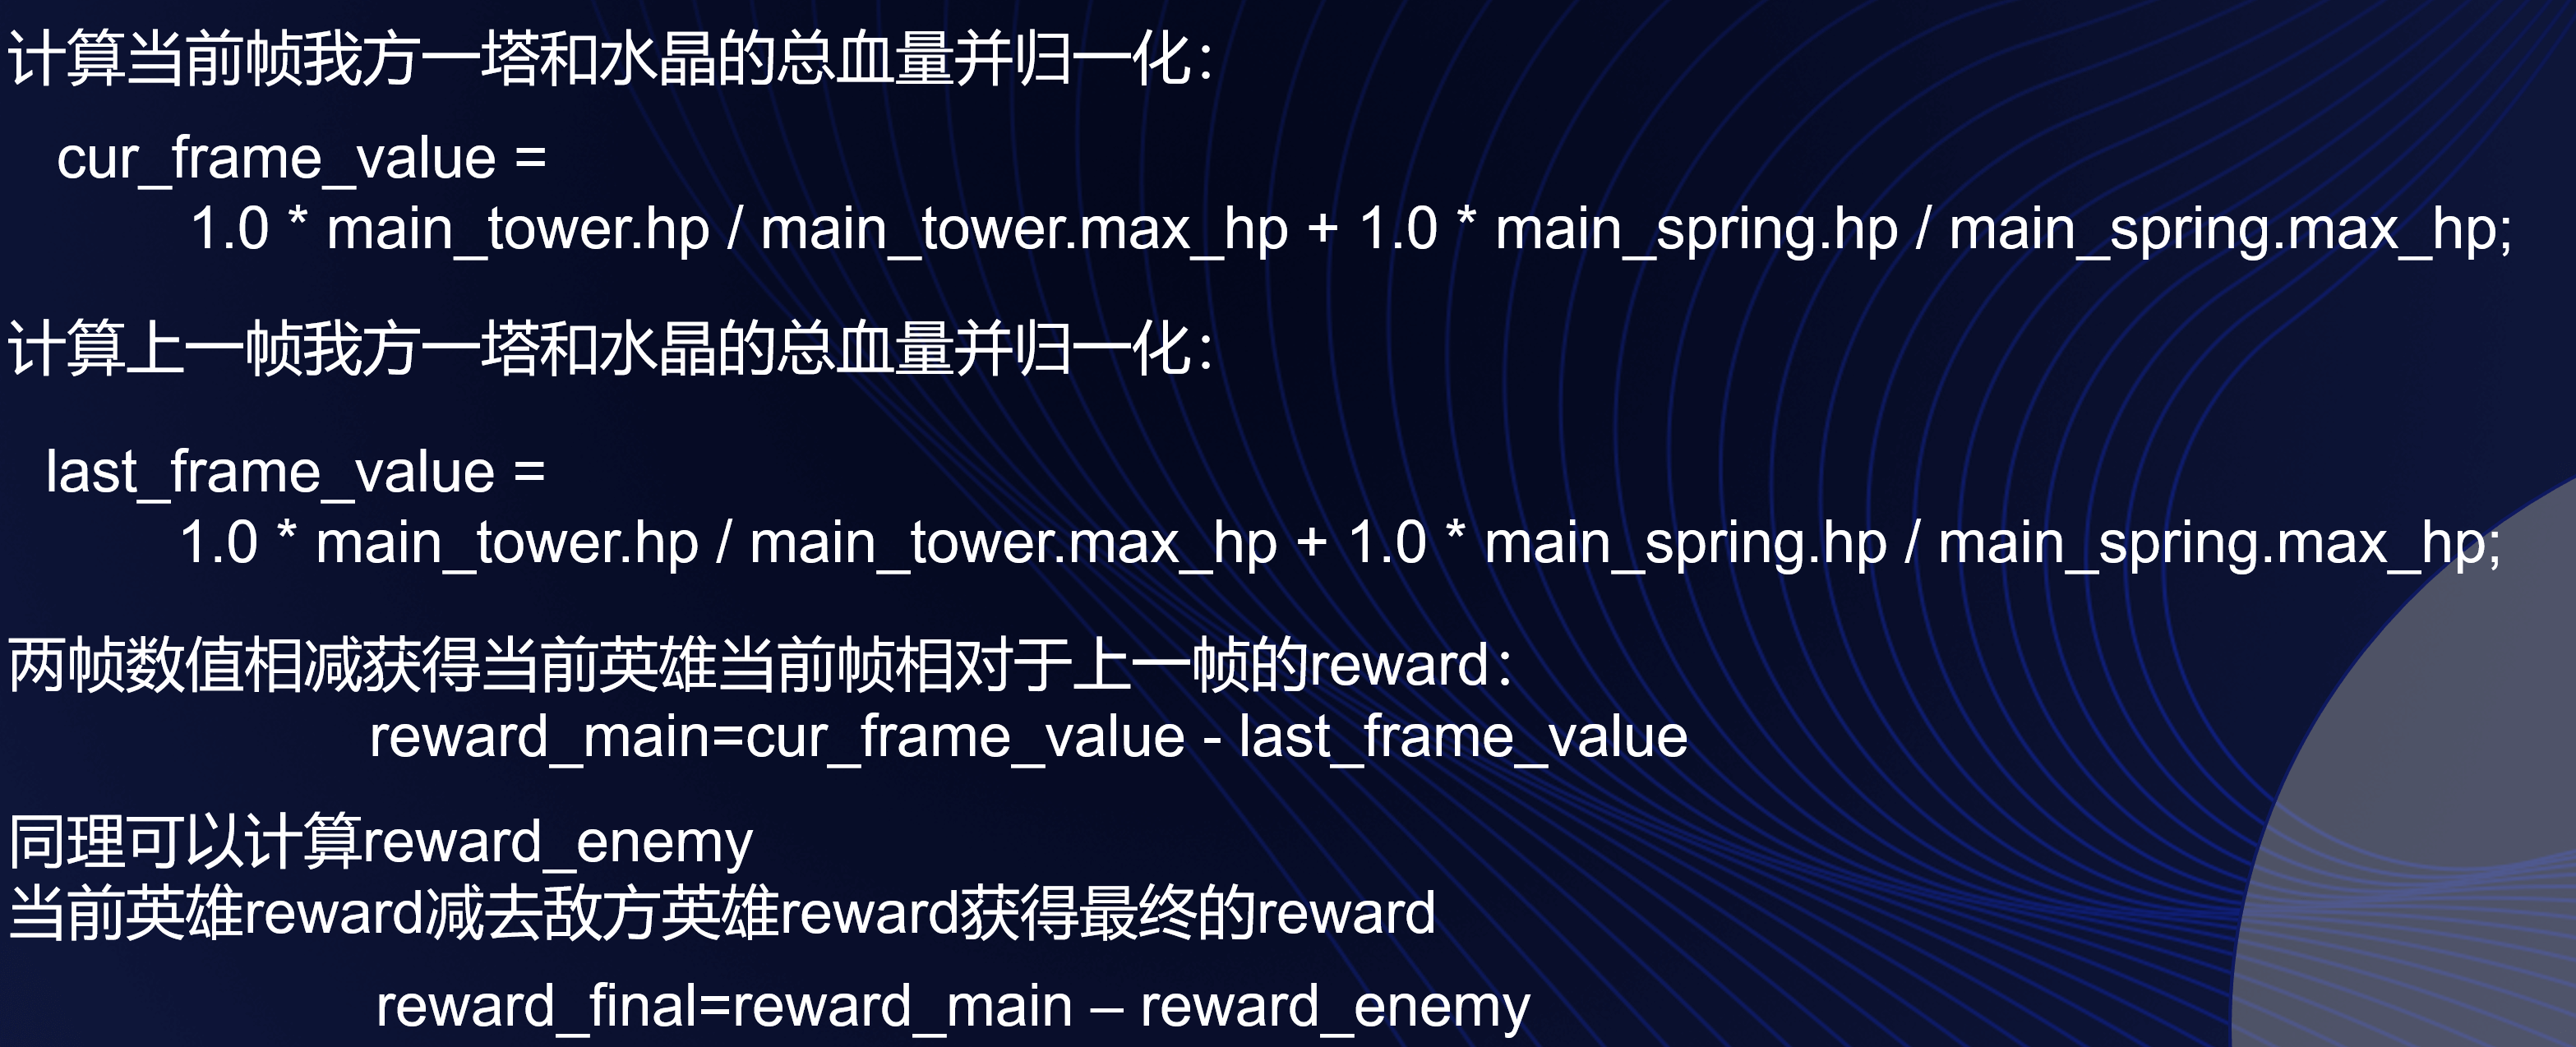 计算当前帧我方一塔和水晶的总血量并归一化：
cur_frame_value =
1.0 * main_tower.hp / main_tower.max_hp + 1.0 * main_spring.hp / main_spring.max_hp;
计算上一帧我方一塔和水晶的总血量并归一化：
last_frame_value =
1.0 * main_tower.hp / main_tower.max_hp + 1.0 * main_spring.hp / main_spring.max_hp;
两帧数值相减获得当前英雄当前帧相对于上一帧的reward：
reward_main=cur_frame_value - last_frame_value
同理可以计算reward_enemy
当前英雄reward减去敌方英雄reward获得最终的reward
reward_final=reward_main – reward_enemy